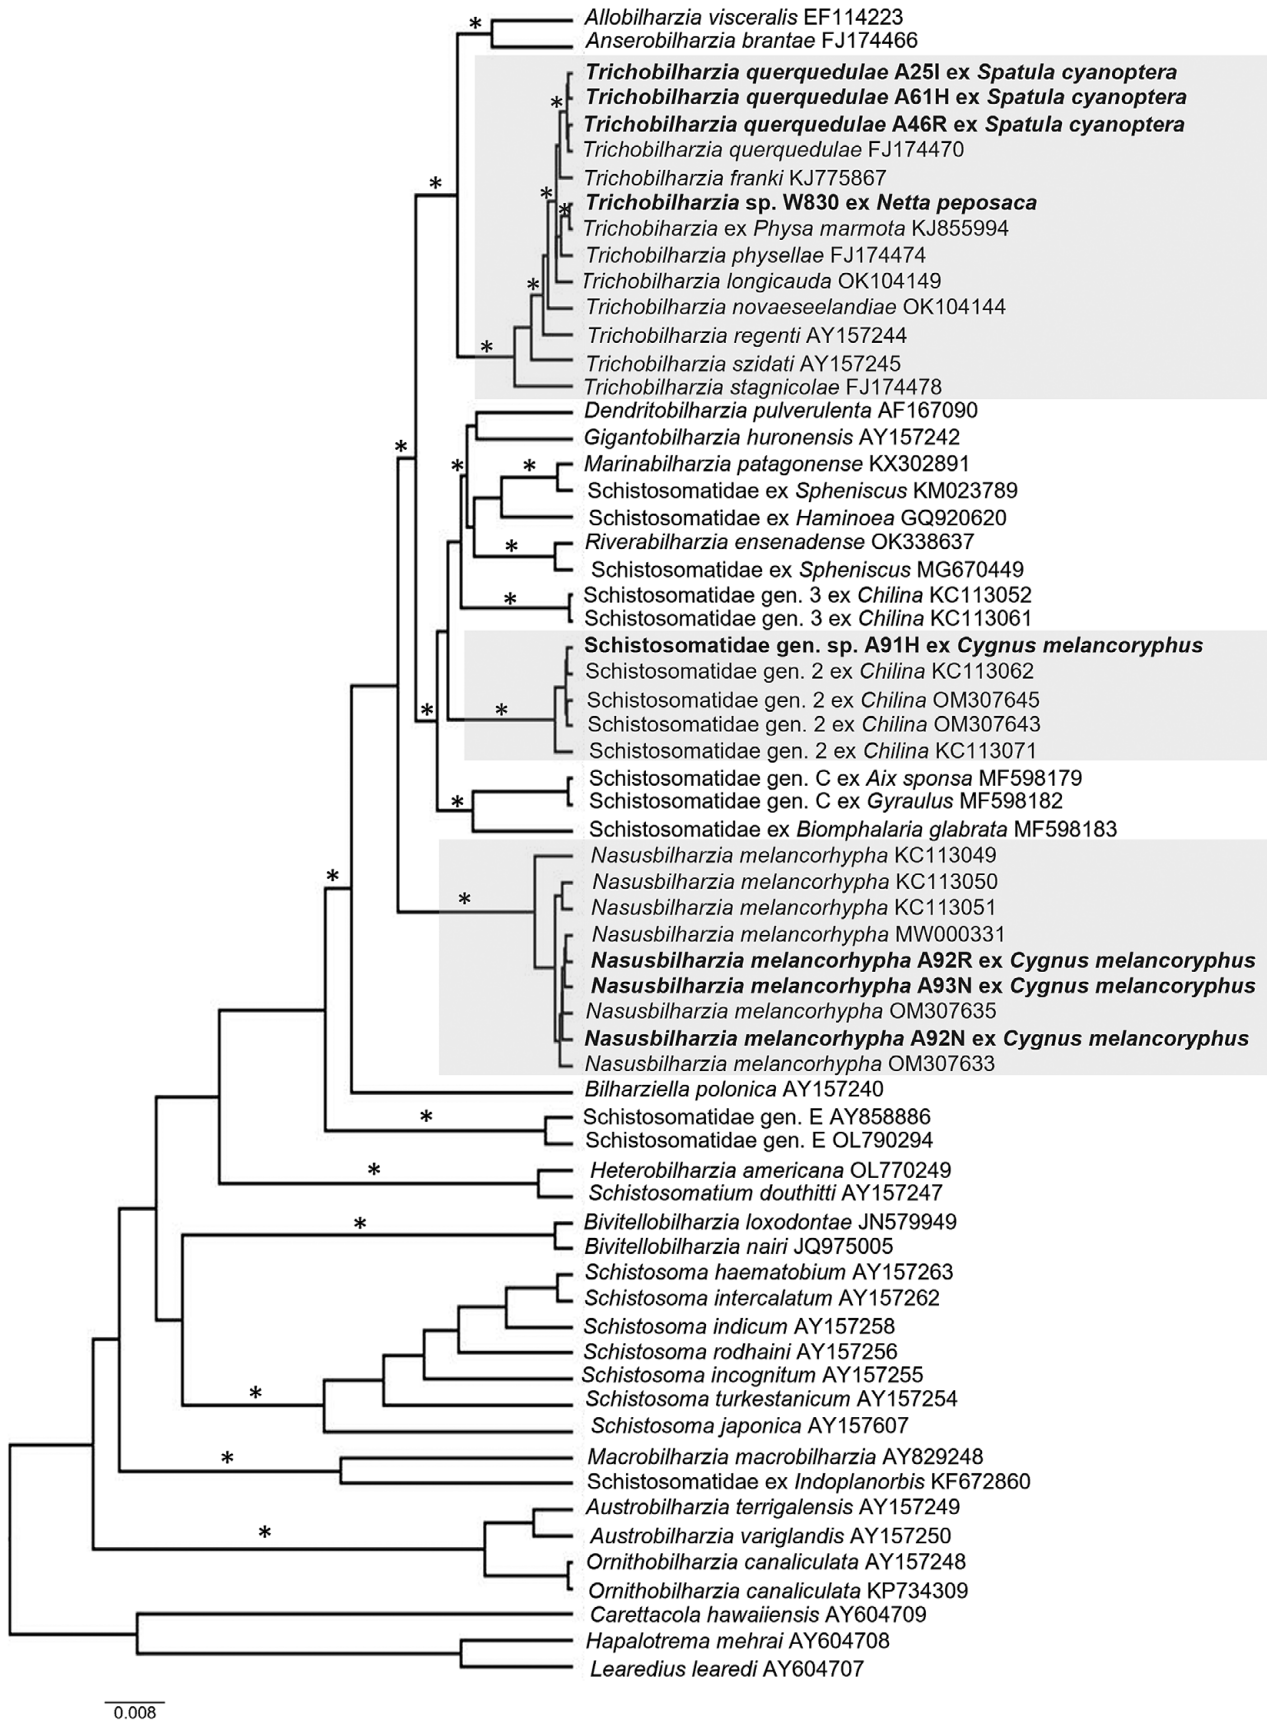 Allobilharzia visceralis EF114223
Anserobilharzia brantae FJ174466
Trichobilharzia querquedulae A25I ex Spatula cyanoptera
Trichobilharzia querquedulae A61H ex Spatula cyanoptera
Trichobilharzia querquedulae A46R ex Spatula cyanoptera
Trichobilharzia querquedulae FJ174470
Trichobilharzia franki KJ775867
Trichobilharzia sp. W830 ex Netta peposaca
Trichobiharzia ex Physa marmota KJ855994
Trichobilharzia physellae FJ174474
Trichobilharzia longicauda OK104149
Trichobilharzia novaeseelandiae OK104144
Trichobilharzia regenti AY157244
Trichobilharzia szidati AY157245
Trichobilharzia stagnicolae FJ174478
Dendritobilharzia pulverulenta AF167090
Gigantobilharzia huronensis AY157242
Marinabilharzia patagonense KX302891
Schistosomatidae ex Spheniscus KM023789
Schistosomatidae ex Haminoea GQ920620
Riverabilharzia ensenadense OK338637
Schistosomatidae ex Spheniscus MG670449
Schistosomatidae gen. 3 ex Chilina KC113052
Schistosomatidae gen. 3 ex Chilina KC113061
Schistosomatidae gen. sp. A91H ex Cygnus melancoryphus
Schistosomatidae gen. 2 ex Chilina KC113062
Schistosomatidae gen. 2 ex Chilina OM307645
Schistosomatidae gen. 2 ex Chilina OM307643
Schistosomatidae gen. 2 ex Chilina KC113071
Schistosomatidae gen. C ex Aix sponsa MF598179
Schistosomatidae gen. C ex Gyraulus MF598182
Schistosomatidae ex Biomphalaria glabrata MF598183
Nasusbilharzia melancorhypha KC113049
Nasusbilharzia melancorhypha KC113050
Nasusbilharzia melancorhypha KC113051
Nasusbilharzia melancorhypha MW000331
Nasusbilharzia melancorhypha A92R ex Cygnus melancoryphus
Nasusbilharzia melancorhypha A93N ex Cygnus melancoryphus
Nasusbilharzia melancorhypha OM307635
Nasusbilharzia melancorhypha A92N ex Cygnus melancoryphus
Nasusbilharzia melancorhypha OM307633
Bilharziella polonica AY157240
Schistosomatidae gen. E AY858886
Schistosomatidae gen. E OL790294
Heterobilharzia americana OL770249
Schistosomatium douthitti AY157247
Bivitellobilharzia loxodontae JN579949
Bivitellobilharzia nairi JQ975005
Schistosoma haematobium AY157263
Schistosoma intercalatum AY157262
Schistosoma indicum AY157258
Schistosoma rodhaini AY157256
Schistosoma incognitum AY157255
Schistosoma turkestanicum AY157254
Schistosoma japonica AY157607
Macrobilharzia macrobilharzia AY829248
Schistosomatidae ex Indoplanorbis KF672860
Austrobilharzia terrigalensis AY157249
Austrobilharzia variglandis AY157250
Ornithobilharzia canaliculata AY157248
Ornithobilharzia canaliculata KP734309
Carettacola hawaiiensis AY604709
Hapalotrema mehrai AY604708
Learedius learedi AY604707
0.008